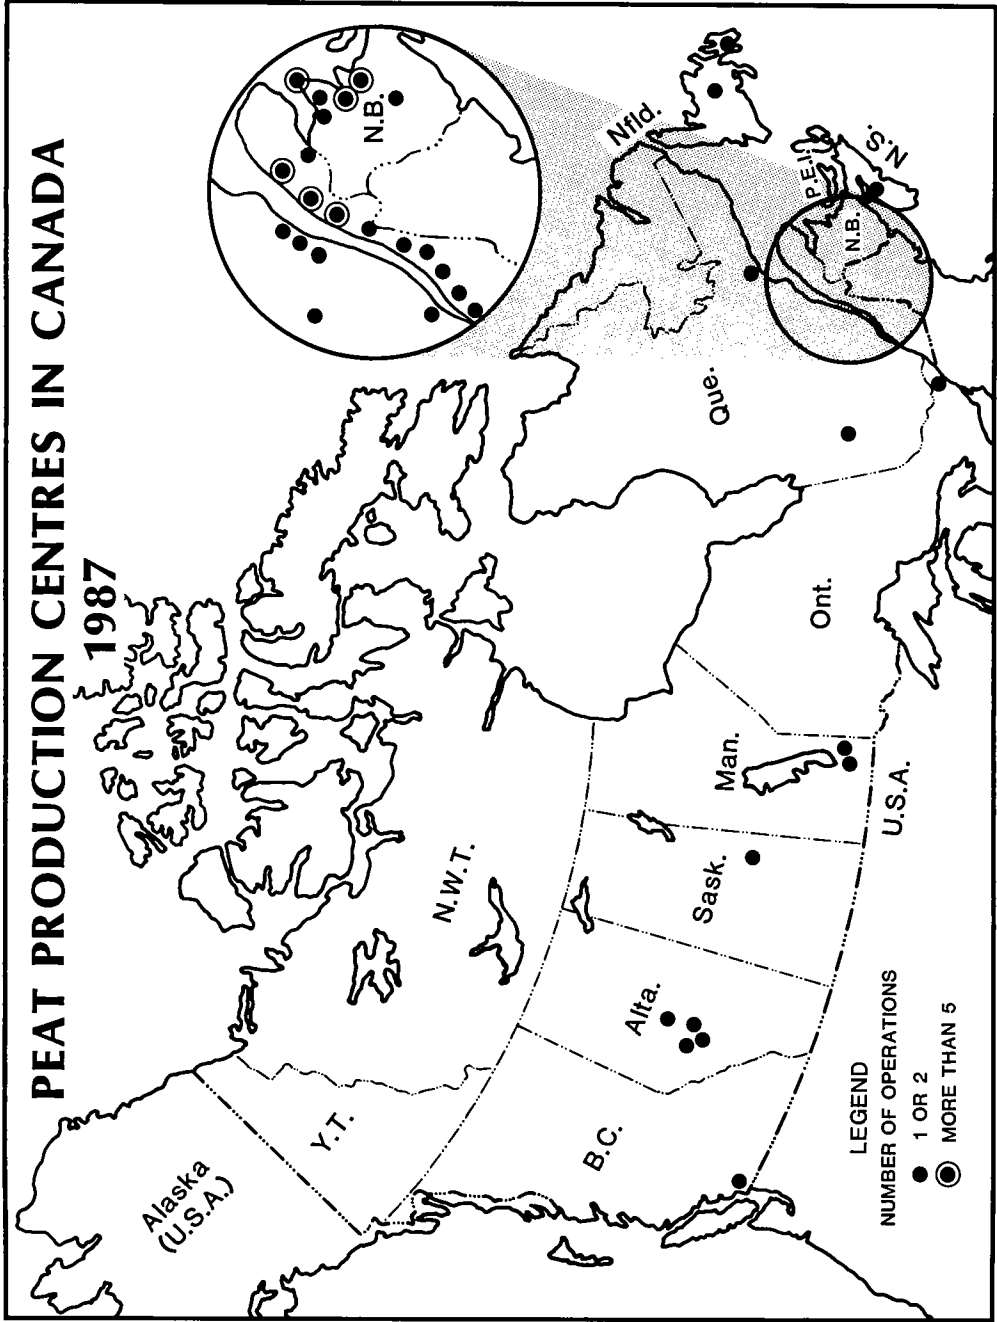 PEAT PRODUCTION CENTRES IN CANADA
1987
Alaska
(U.S.A.)
Y.T.
N.W.T.
B.C.
Alta.
Sask.
Man.
Ont.
Que.
Nfld.
P.E.I.
N.B.
N.S.
N.B.
U.S.A.
LEGEND
NUMBER OF OPERATIONS
1 OR 2
MORE THAN 5